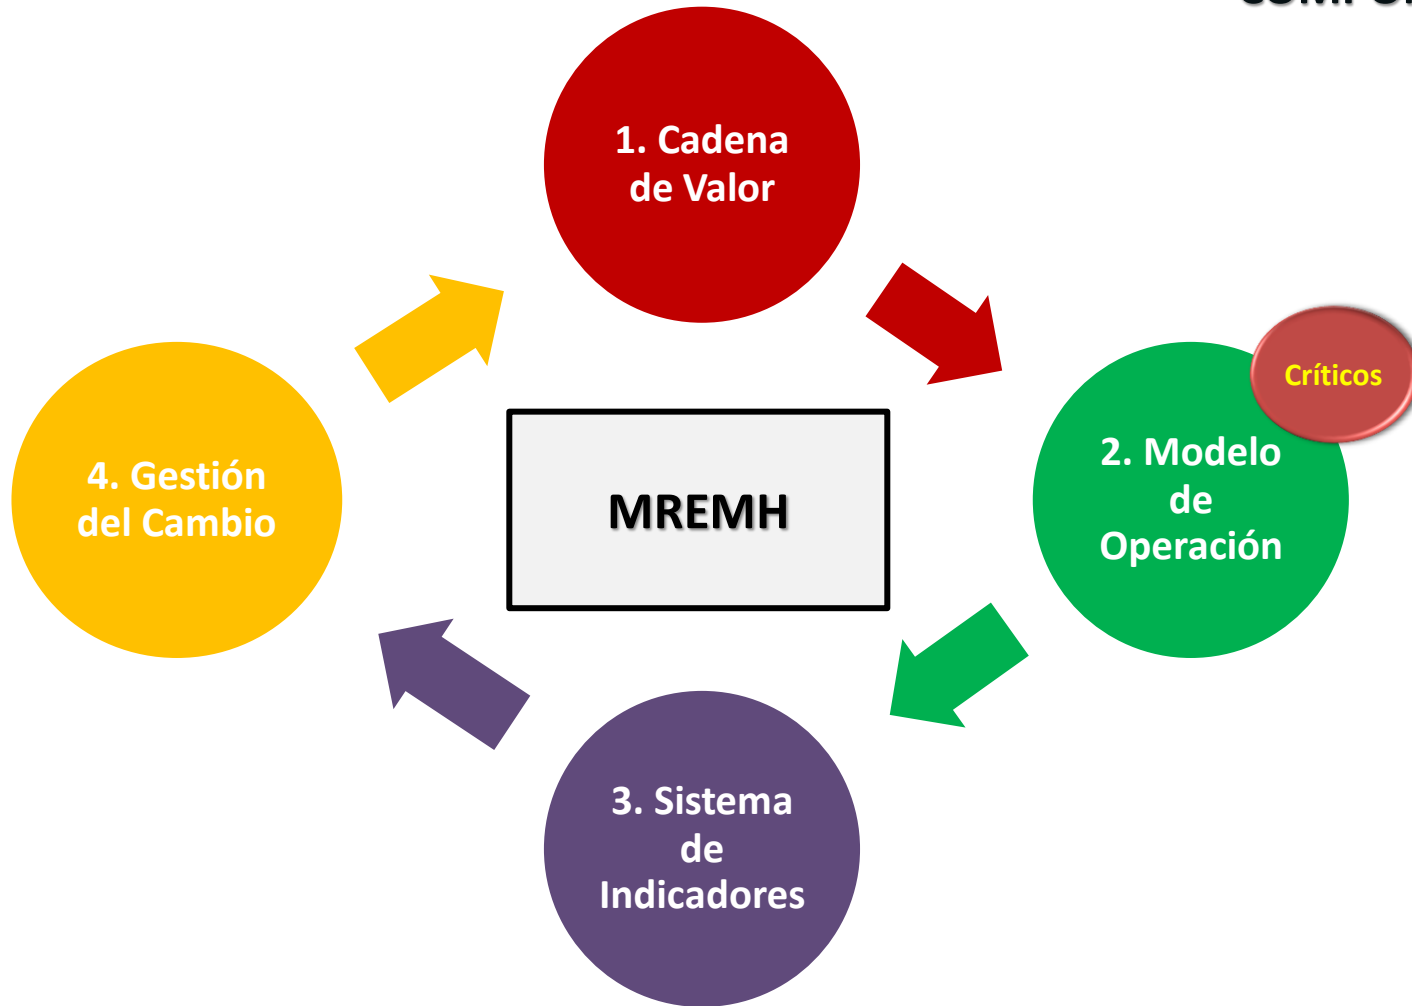 1. Cadena
de Valor
Críticos
2. Modelo
de
Operación
4. Gestión
del Cambio
MREMH
3. Sistema
de
Indicadores